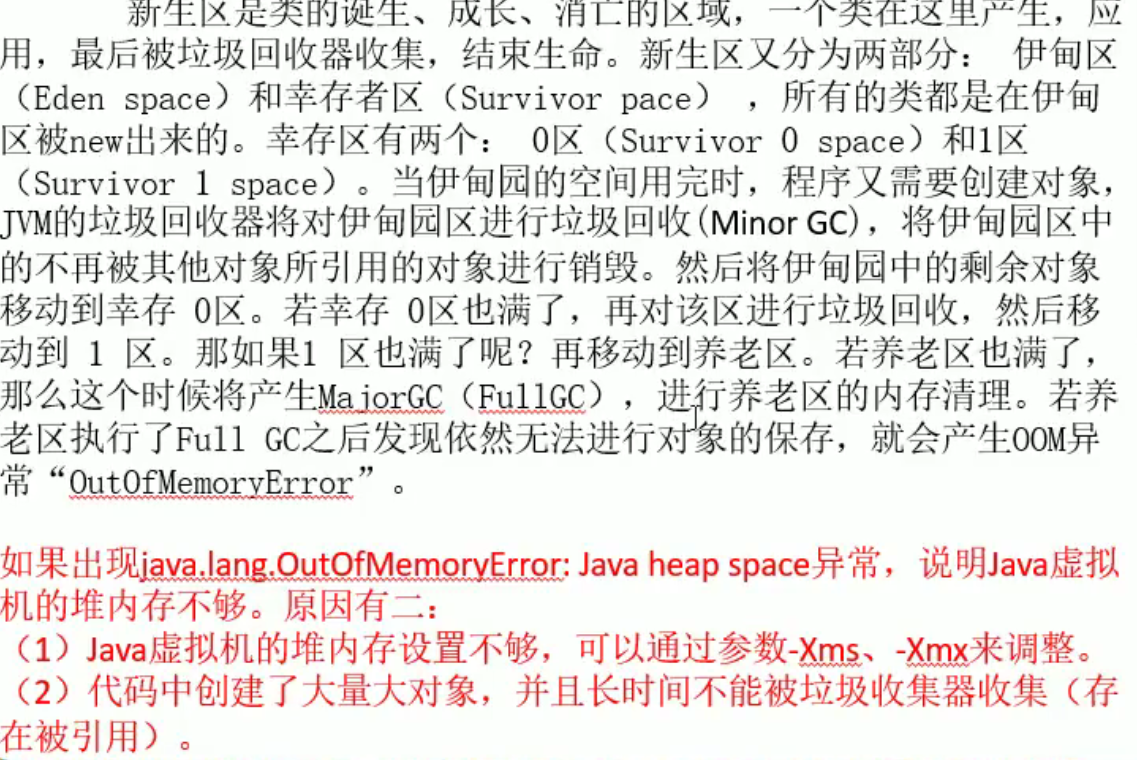 新生区是类的诞生、成长、消亡的区域，一个类在这里产生，应
用，最后被垃圾回收器收集，结束生命。新生区又分为两部分： 伊甸区
（Eden space）和幸存者区（Survivor pace） ，所有的类都是在伊甸
区被new出来的。幸存区有两个： 0区（Survivor 0 space）和1区
（Survivor 1 space）。当伊甸园的空间用完时，程序又需要创建对象，
JVM的垃圾回收器将对伊甸园区进行垃圾回收(Minor GC)，将伊甸园区中
的不再被其他对象所引用的对象进行销毁。然后将伊甸园中的剩余对象
移动到幸存 0区。若幸存 0区也满了，再对该区进行垃圾回收，然后移
动到 1 区。那如果1 区也满了呢？再移动到养老区。若养老区也满了，
那么这个时候将产生MajorGC（FullGC），进行养老区的内存清理。若养
老区执行了Full GC之后发现依然无法进行对象的保存，就会产生OOM异
常“OutOfMemoryError”。
如果出现java.lang.OutOfMemoryError: Java heap space异常，说明Java虚拟
机的堆内存不够。原因有二：
（1）Java虚拟机的堆内存设置不够，可以通过参数-Xms、-Xmx来调整。
（2）代码中创建了大量大对象，并且长时间不能被垃圾收集器收集（存
在被引用）。